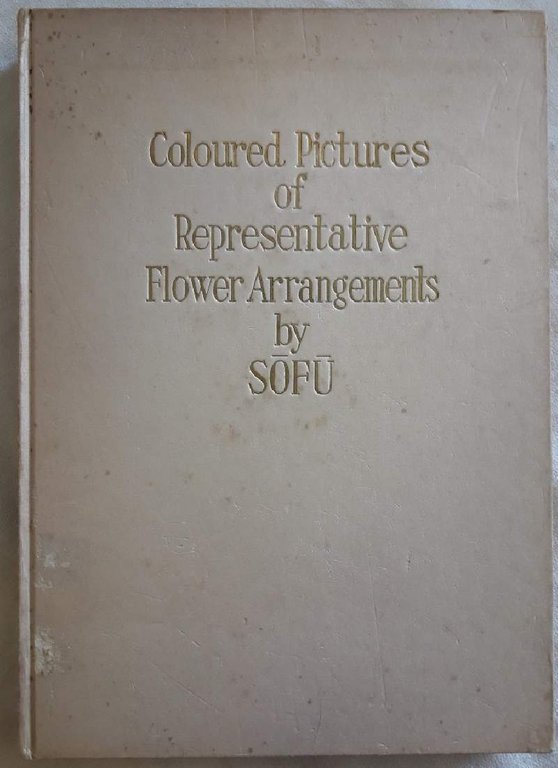 Coloured Pictures
of
Representative
Flower Arrangements
by
SŌFŪ